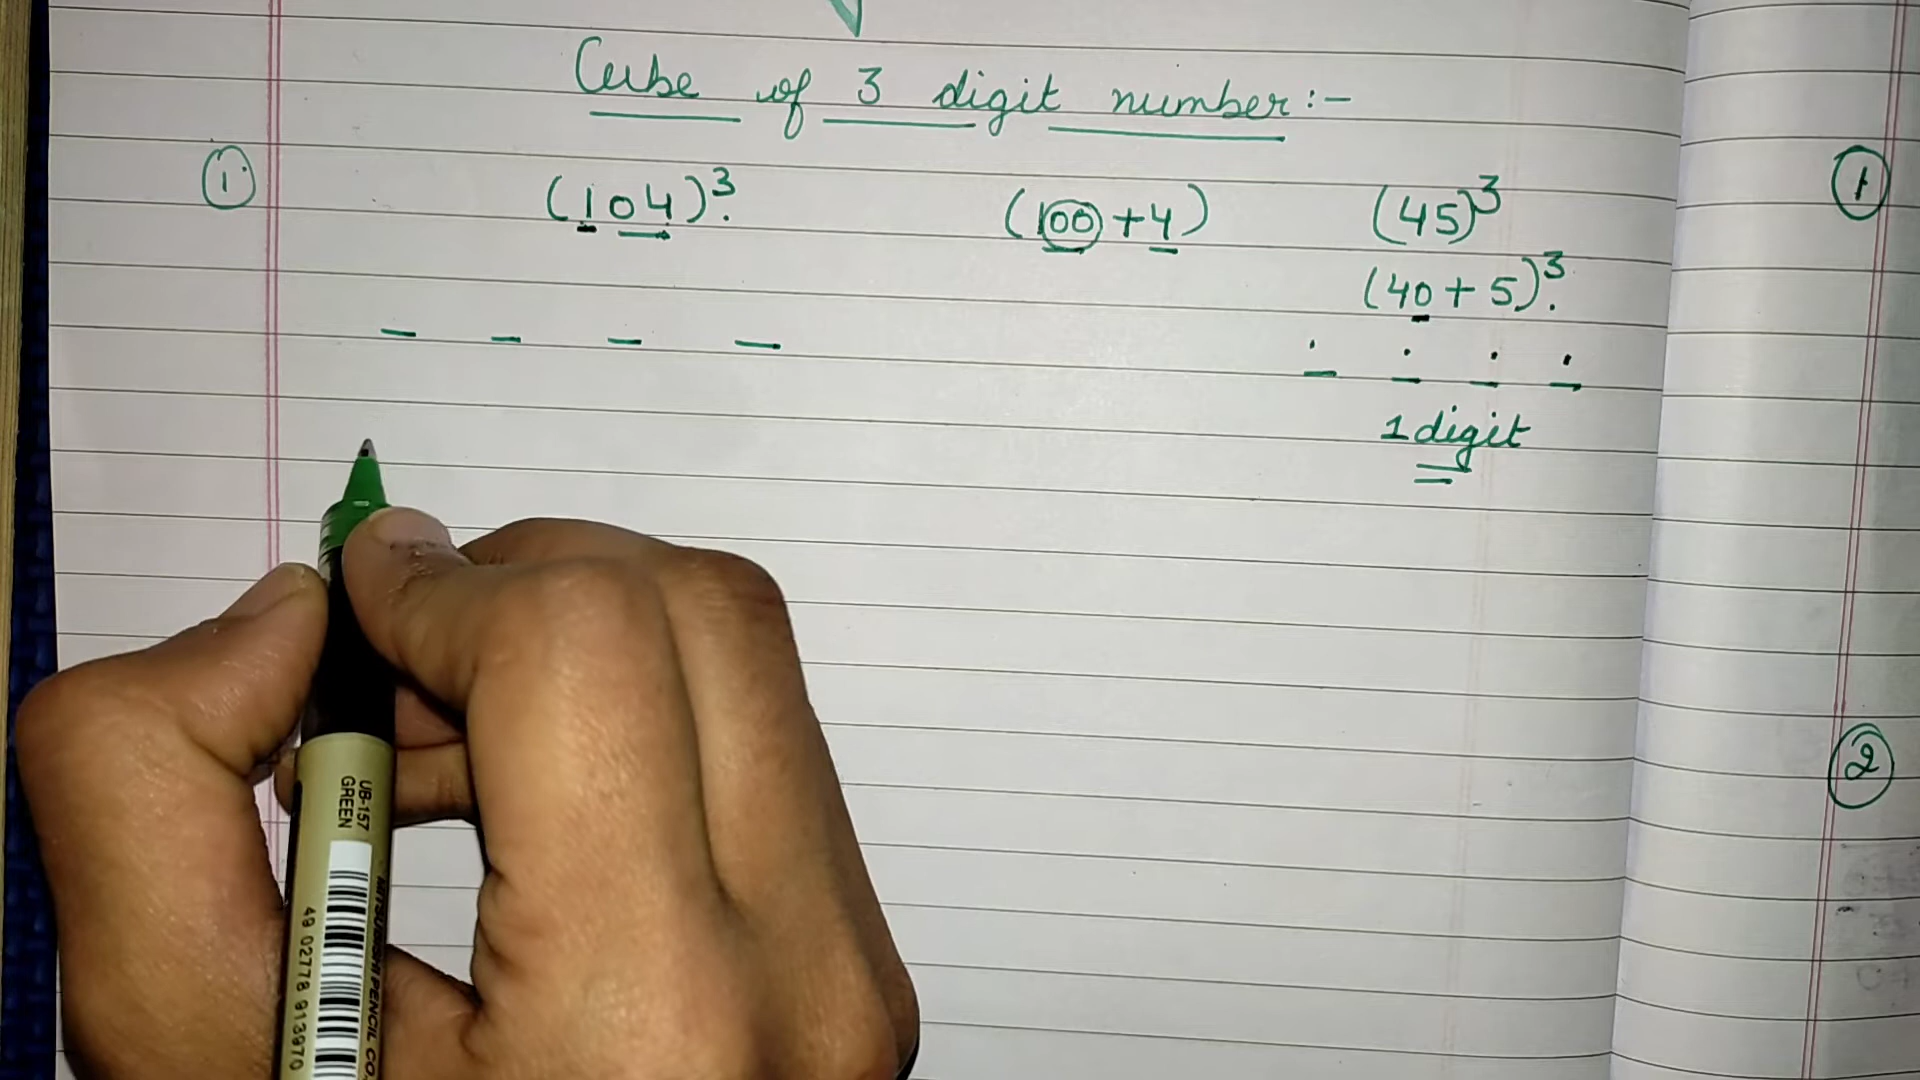 Cube of 3 digit number:-
① (104)³. (100+4) (45)³
(40+5)³.
1 digit
①
②
UB-157
GREEN
MITSUBISHI PENCIL CO.
49 02778 913970